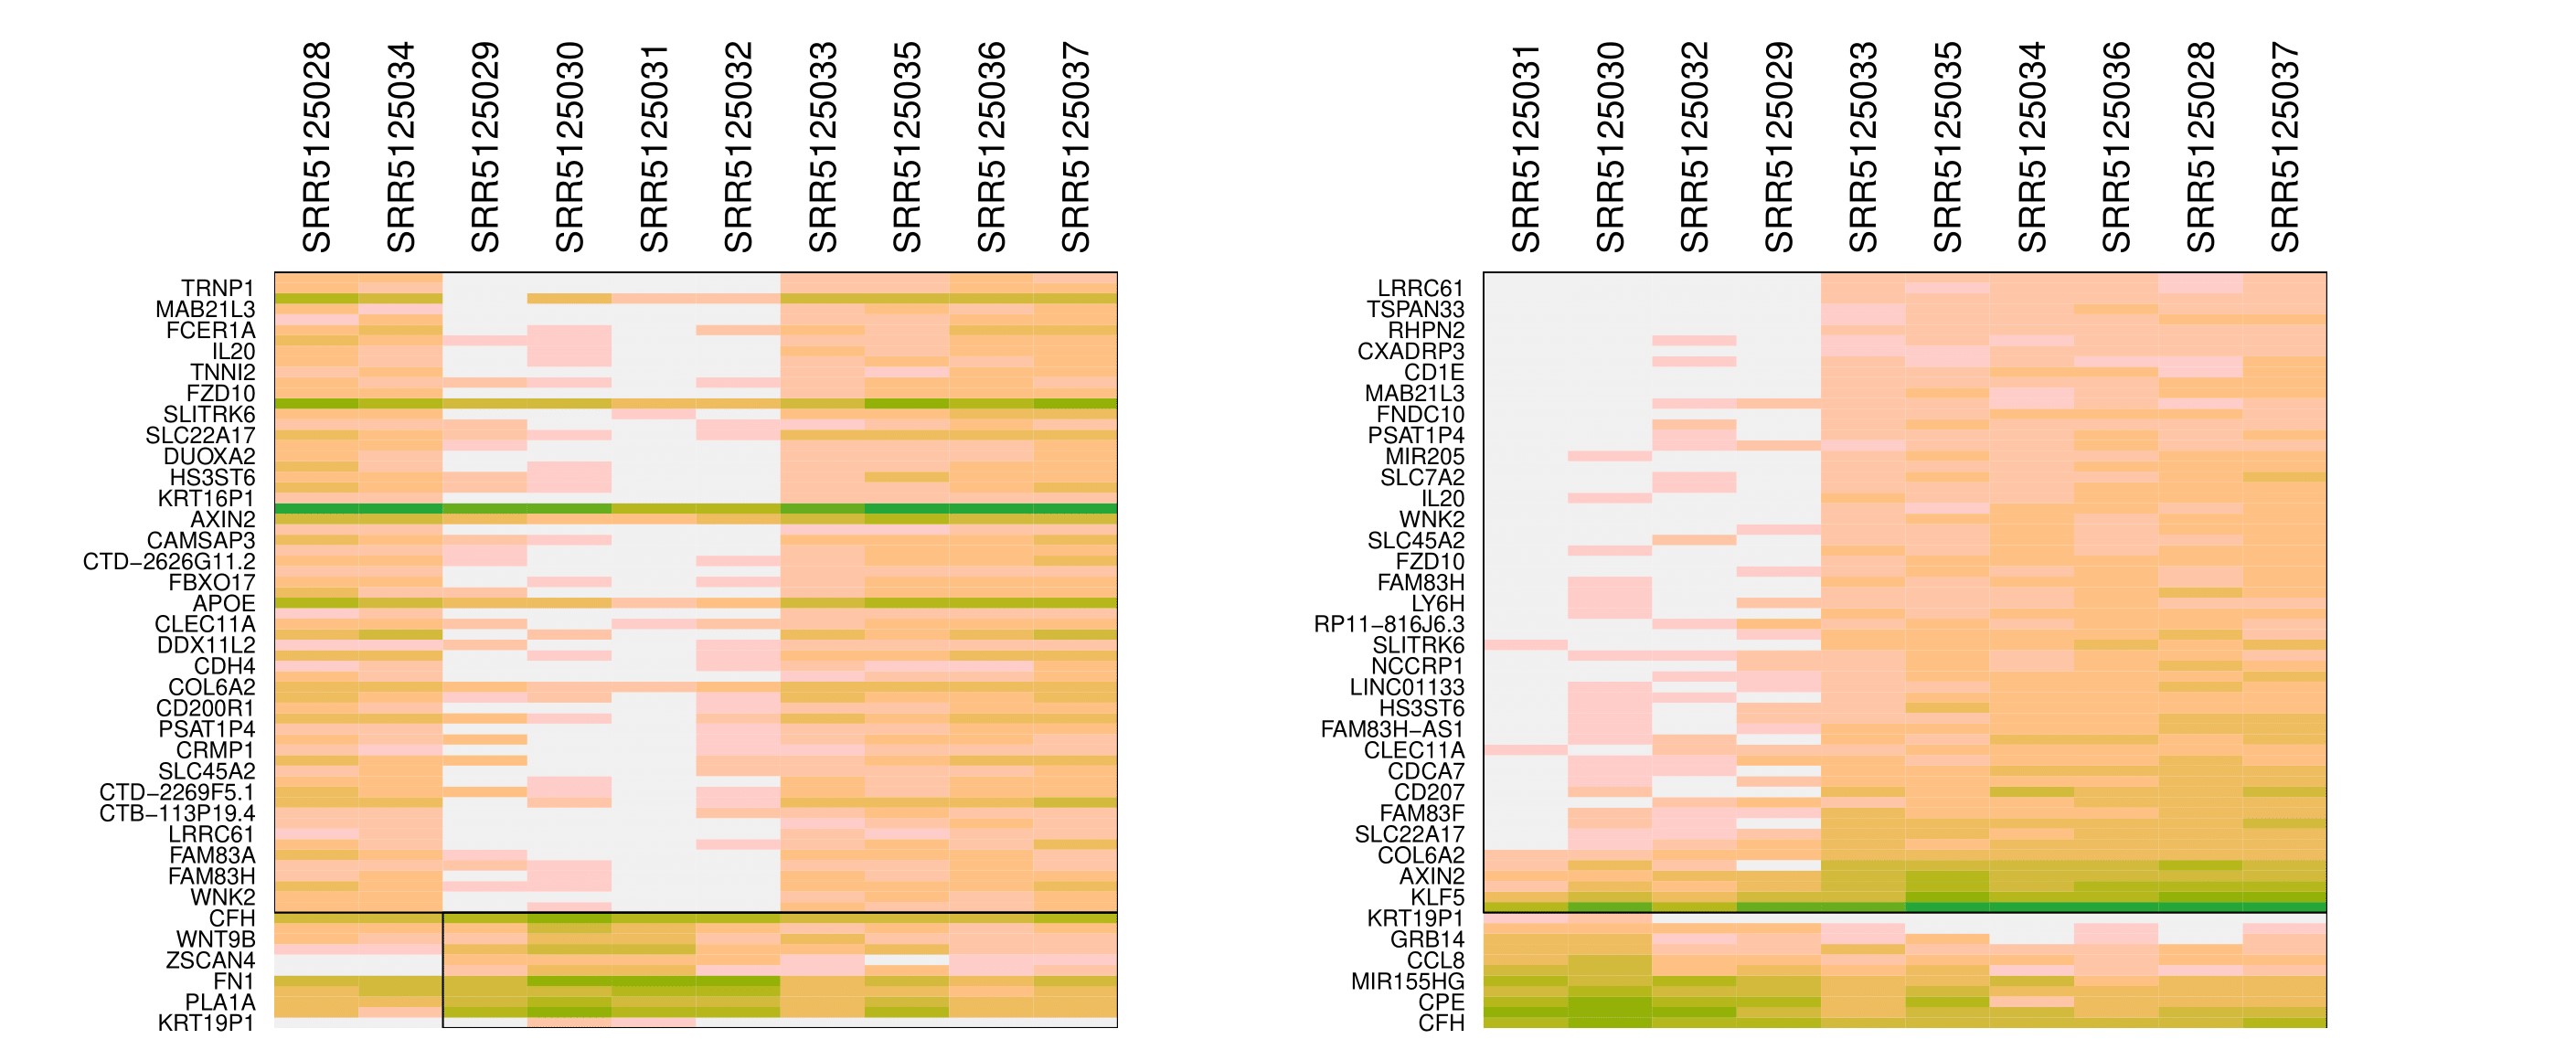 SRR5125028
SRR5125034
SRR5125029
SRR5125030
SRR5125031
SRR5125032
SRR5125033
SRR5125035
SRR5125036
SRR5125037
TRNP1
MAB21L3
FCER1A
IL20
TNNI2
FZD10
SLITRK6
SLC22A17
DUOXA2
HS3ST6
KRT16P1
AXIN2
CAMSAP3
CTD−2626G11.2
FBXO17
APOE
CLEC11A
DDX11L2
CDH4
COL6A2
CD200R1
PSAT1P4
CRMP1
SLC45A2
CTD−2269F5.1
CTB−113P19.4
LRRC61
FAM83A
FAM83H
WNK2
CFH
WNT9B
ZSCAN4
FN1
PLA1A
KRT19P1
SRR5125031
SRR5125030
SRR5125032
SRR5125029
SRR5125033
SRR5125035
SRR5125034
SRR5125036
SRR5125028
SRR5125037
LRRC61
TSPAN33
RHPN2
CXADRP3
CD1E
MAB21L3
FNDC10
PSAT1P4
MIR205
SLC7A2
IL20
WNK2
SLC45A2
FZD10
FAM83H
LY6H
RP11−816J6.3
SLITRK6
NCCRP1
LINC01133
HS3ST6
FAM83H−AS1
CLEC11A
CDCA7
CD207
FAM83F
SLC22A17
COL6A2
AXIN2
KLF5
KRT19P1
GRB14
CCL8
MIR155HG
CPE
CFH